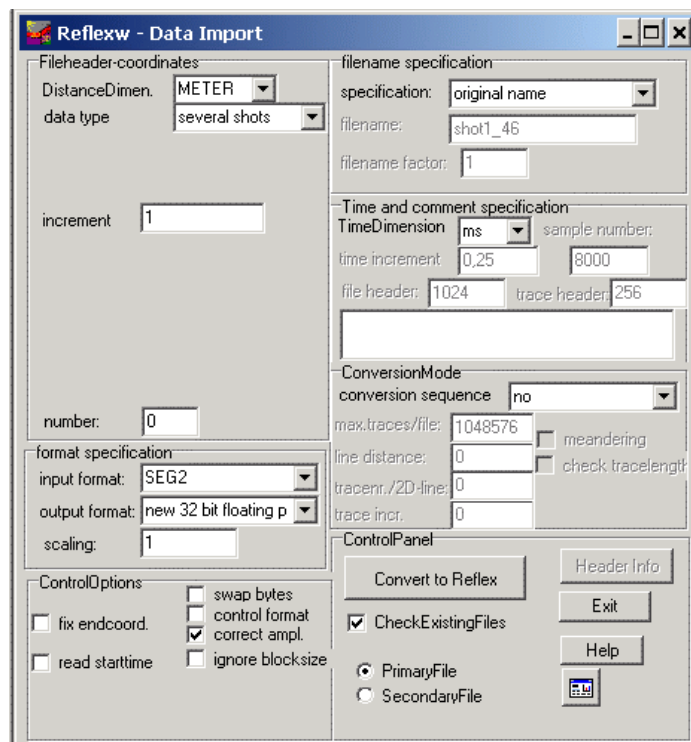 Reflexw - Data Import
Fileheader-coordinates
DistanceDimen. METER
data type several shots
increment 1
number: 0
format specification
input format: SEG2
output format: new 32 bit floating p
scaling: 1
ControlOptions
swap bytes
control format
fix endcoord.
correct ampl.
read starttime
ignore blocksize
filename specification
specification: original name
filename: shot1_46
filename factor: 1
Time and comment specification
TimeDimension ms sample number:
time increment 0,25 8000
file header: 1024 trace header: 256
ConversionMode
conversion sequence no
max.traces/file: 1048576
meandering
line distance: 0
check tracelength
tracenr./2D-line: 0
trace incr. 0
ControlPanel
Convert to Reflex
Header Info
CheckExistingFiles
Exit
Help
PrimaryFile
SecondaryFile